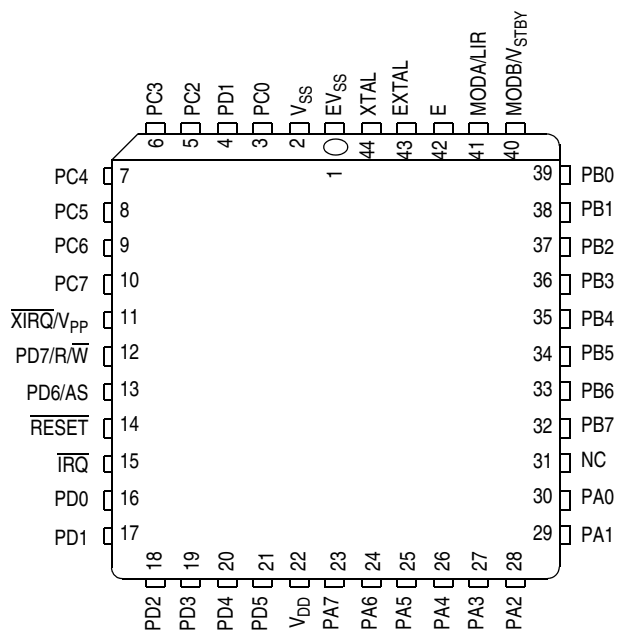 PC3
PC2
PD1
PC0
VSS
EVSS
XTAL
EXTAL
E
MODA/LIR
MODB/VSTBY
6
5
4
3
2
1
44
43
42
41
40
PC4 7
PC5 8
PC6 9
PC7 10
XIRQ/VPP 11
PD7/R/W 12
PD6/AS 13
RESET 14
IRQ 15
PD0 16
PD1 17
39 PB0
38 PB1
37 PB2
36 PB3
35 PB4
34 PB5
33 PB6
32 PB7
31 NC
30 PA0
29 PA1
18
19
20
21
22
23
24
25
26
27
28
PD2
PD3
PD4
PD5
VDD
PA7
PA6
PA5
PA4
PA3
PA2